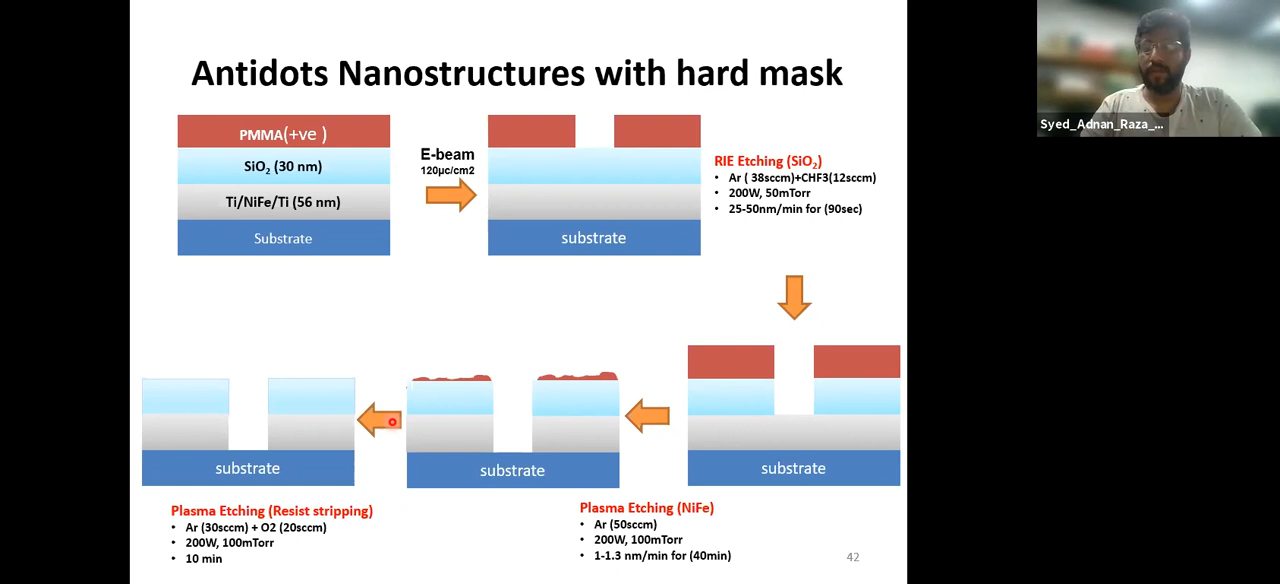 Antidots Nanostructures with hard mask
Syed_Adnan_Raza_...
PMMA(+ve )
SiO₂ (30 nm)
Ti/NiFe/Ti (56 nm)
Substrate
E-beam
120µc/cm2
substrate
RIE Etching (SiO₂)
• Ar ( 38sccm)+CHF3(12sccm)
• 200W, 50mTorr
• 25-50nm/min for (90sec)
substrate
substrate
substrate
Plasma Etching (Resist stripping)
• Ar (30sccm) + O2 (20sccm)
• 200W, 100mTorr
• 10 min
Plasma Etching (NiFe)
• Ar (50sccm)
• 200W, 100mTorr
• 1-1.3 nm/min for (40min)
42